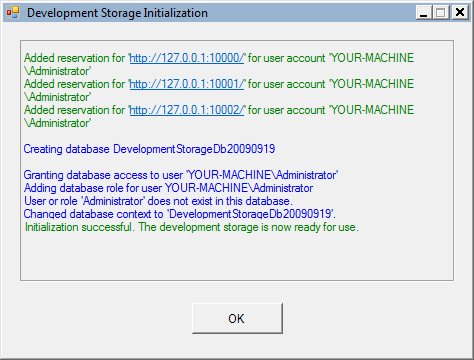 Development Storage Initialization
Added reservation for 'http://127.0.0.1:10000/' for user account 'YOUR-MACHINE
\Administrator'
Added reservation for 'http://127.0.0.1:10001/' for user account 'YOUR-MACHINE
\Administrator'
Added reservation for 'http://127.0.0.1:10002/' for user account 'YOUR-MACHINE
\Administrator'
Creating database DevelopmentStorageDb20090919
Granting database access to user 'YOUR-MACHINE\Administrator'
Adding database role for user YOUR-MACHINE\Administrator
User or role 'Administrator' does not exist in this database.
Changed database context to 'DevelopmentStorageDb20090919'.
Initialization successful. The development storage is now ready for use.
OK